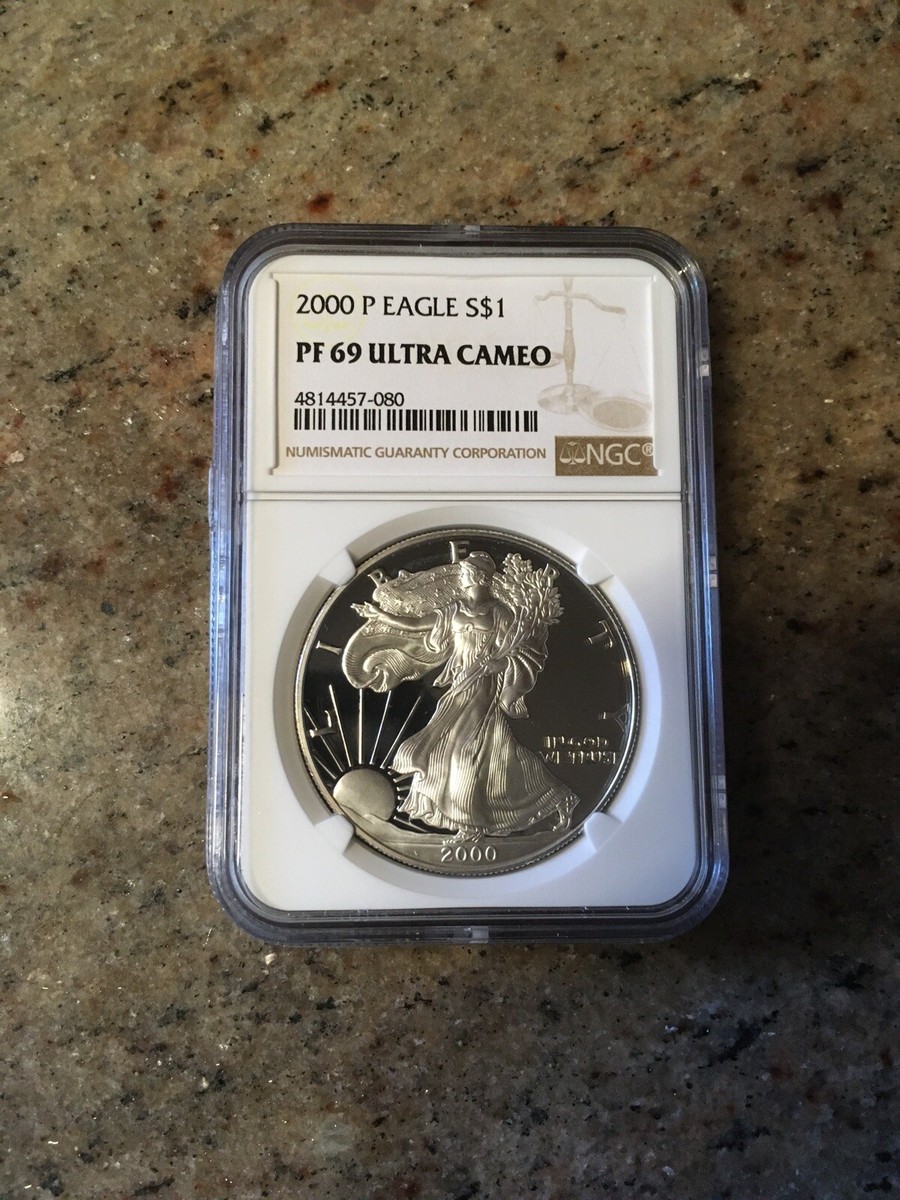 2000 P EAGLE S$1
PF 69 ULTRA CAMEO
4814457-080
NUMISMATIC GUARANTY CORPORATION
NGC®
LIBERTY
IN GOD
WE TRUST
2000